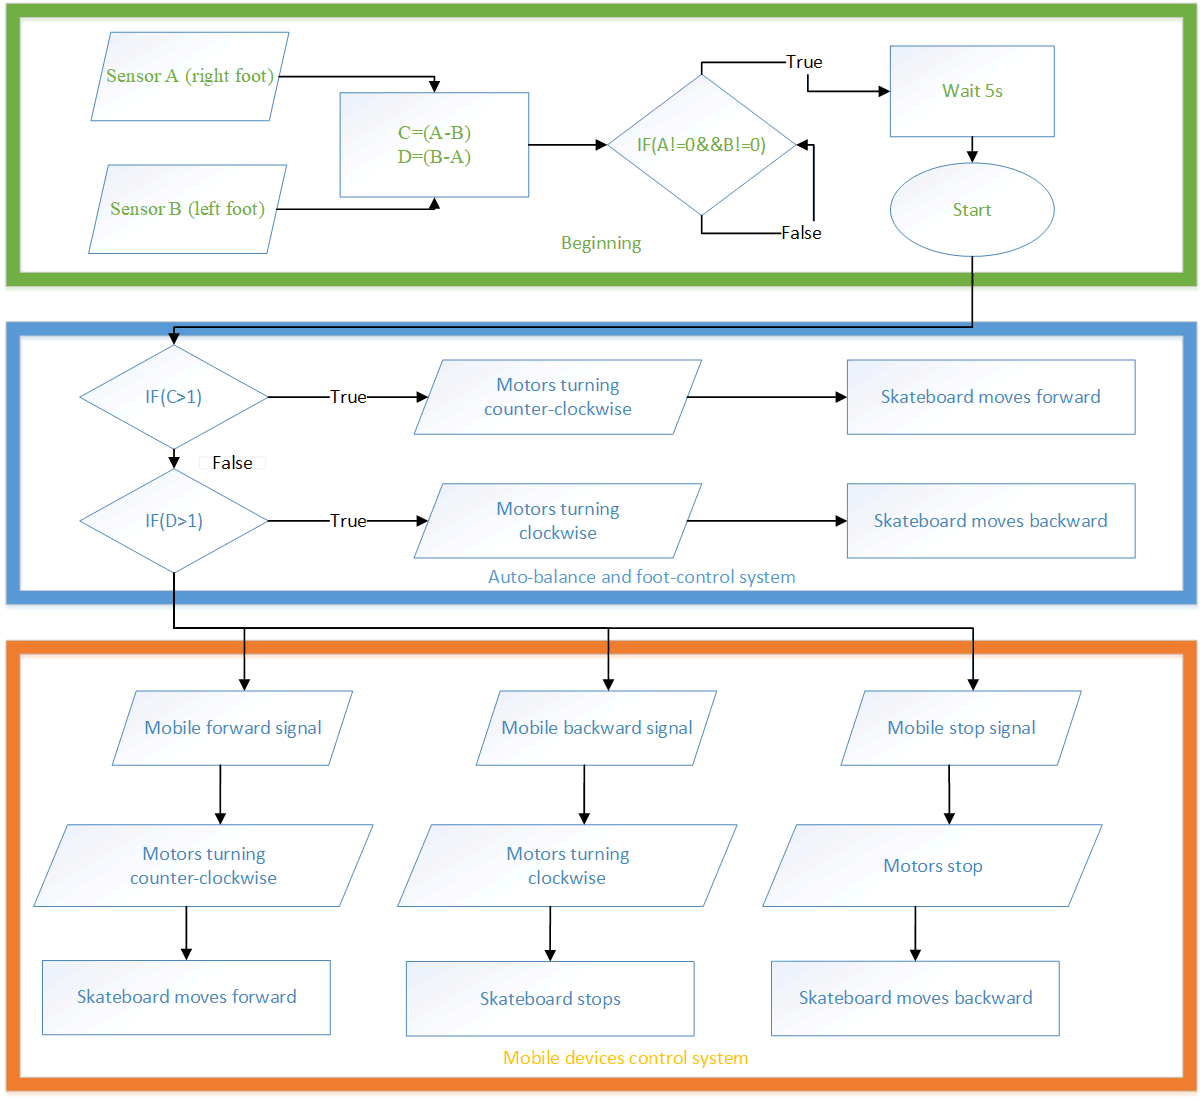 Sensor A (right foot)
C=(A-B)
D=(B-A)
Sensor B (left foot)
IF(A!=0&&B!=0)
True
False
Wait 5s
Start
Beginning
IF(C>1)
True
Motors turning
counter-clockwise
Skateboard moves forward
False
IF(D>1)
True
Motors turning
clockwise
Skateboard moves backward
Auto-balance and foot-control system
Mobile forward signal
Mobile backward signal
Mobile stop signal
Motors turning
counter-clockwise
Motors turning
clockwise
Motors stop
Skateboard moves forward
Skateboard stops
Skateboard moves backward
Mobile devices control system